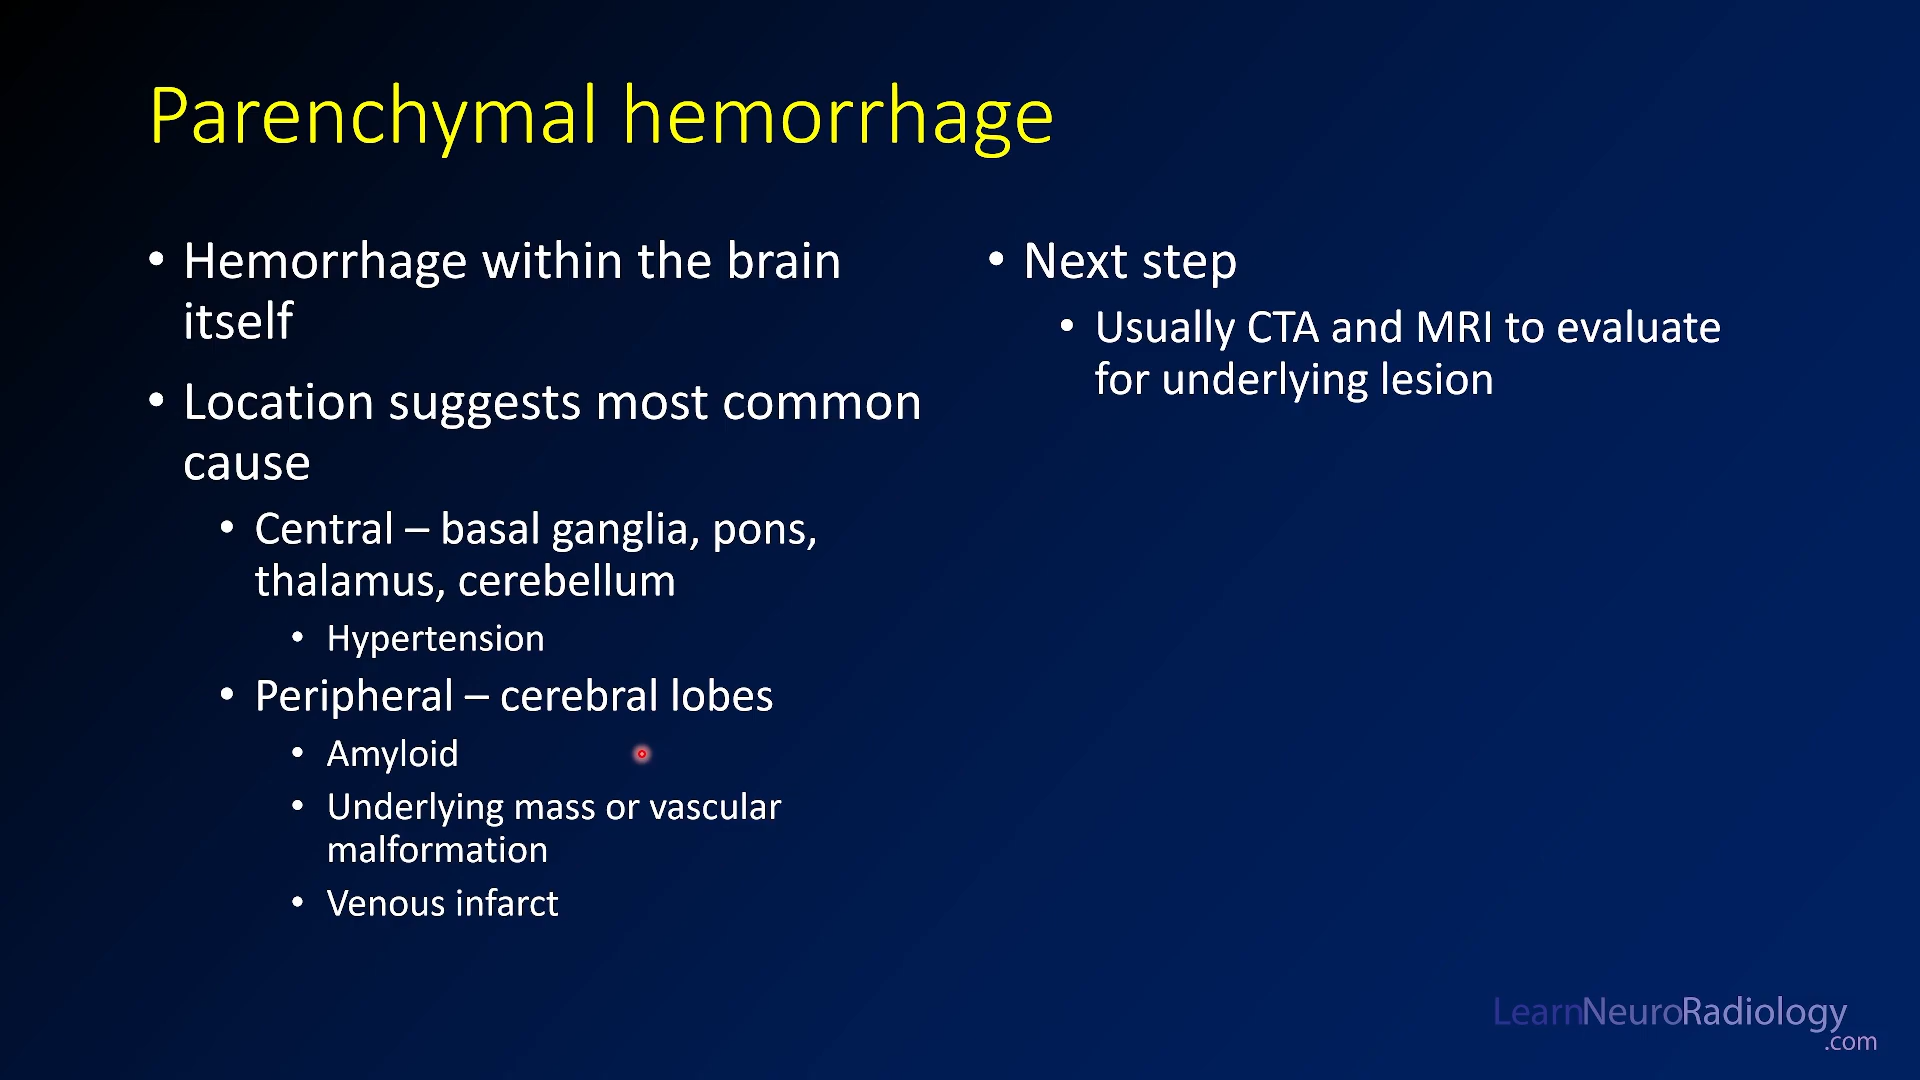 Parenchymal hemorrhage
• Hemorrhage within the brain
itself
• Location suggests most common
cause
• Central – basal ganglia, pons,
thalamus, cerebellum
• Hypertension
• Peripheral – cerebral lobes
• Amyloid
• Underlying mass or vascular
malformation
• Venous infarct
• Next step
• Usually CTA and MRI to evaluate
for underlying lesion
LearnNeuroRadiology
.com